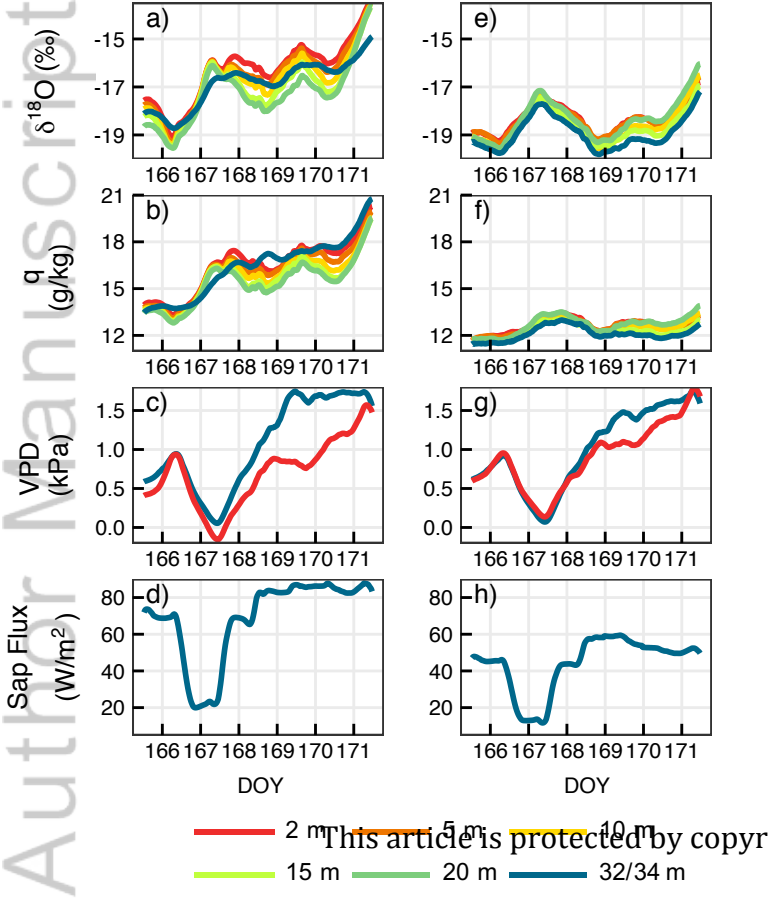 Author Manuscript
a)
e)
δ18O (‰)
-15
-17
-19
-15
-17
-19
166 167 168 169 170 171
166 167 168 169 170 171
b)
f)
q
(g/kg)
21
18
15
12
21
18
15
12
166 167 168 169 170 171
166 167 168 169 170 171
c)
g)
VPD
(kPa)
1.5
1.0
0.5
0.0
1.5
1.0
0.5
0.0
166 167 168 169 170 171
166 167 168 169 170 171
d)
h)
Sap Flux
(W/m2)
80
60
40
20
80
60
40
20
166 167 168 169 170 171
166 167 168 169 170 171
DOY
DOY
2 m 5 m 10 m
This article is protected by copyr
15 m 20 m 32/34 m